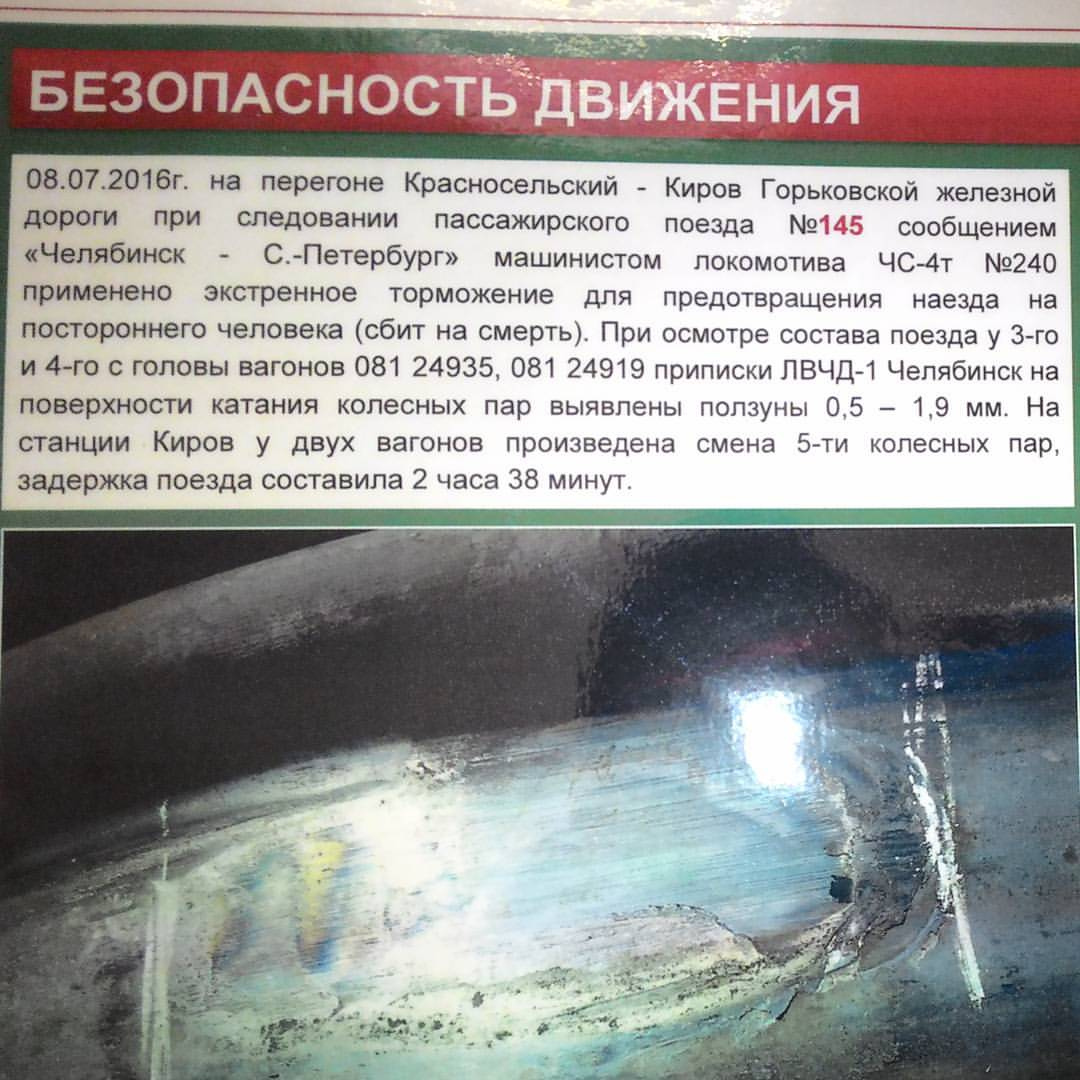 БЕЗОПАСНОСТЬ ДВИЖЕНИЯ
08.07.2016г. на перегоне Красносельский - Киров Горьковской железной
дороги при следовании пассажирского поезда №145 сообщением
«Челябинск - С.-Петербург» машинистом локомотива ЧС-4т №240
применено экстренное торможение для предотвращения наезда на
постороннего человека (сбит на смерть). При осмотре состава поезда у 3-го
и 4-го с головы вагонов 081 24935, 081 24919 приписки ЛВЧД-1 Челябинск на
поверхности катания колесных пар выявлены ползуны 0,5 – 1,9 мм. На
станции Киров у двух вагонов произведена смена 5-ти колесных пар,
задержка поезда составила 2 часа 38 минут.